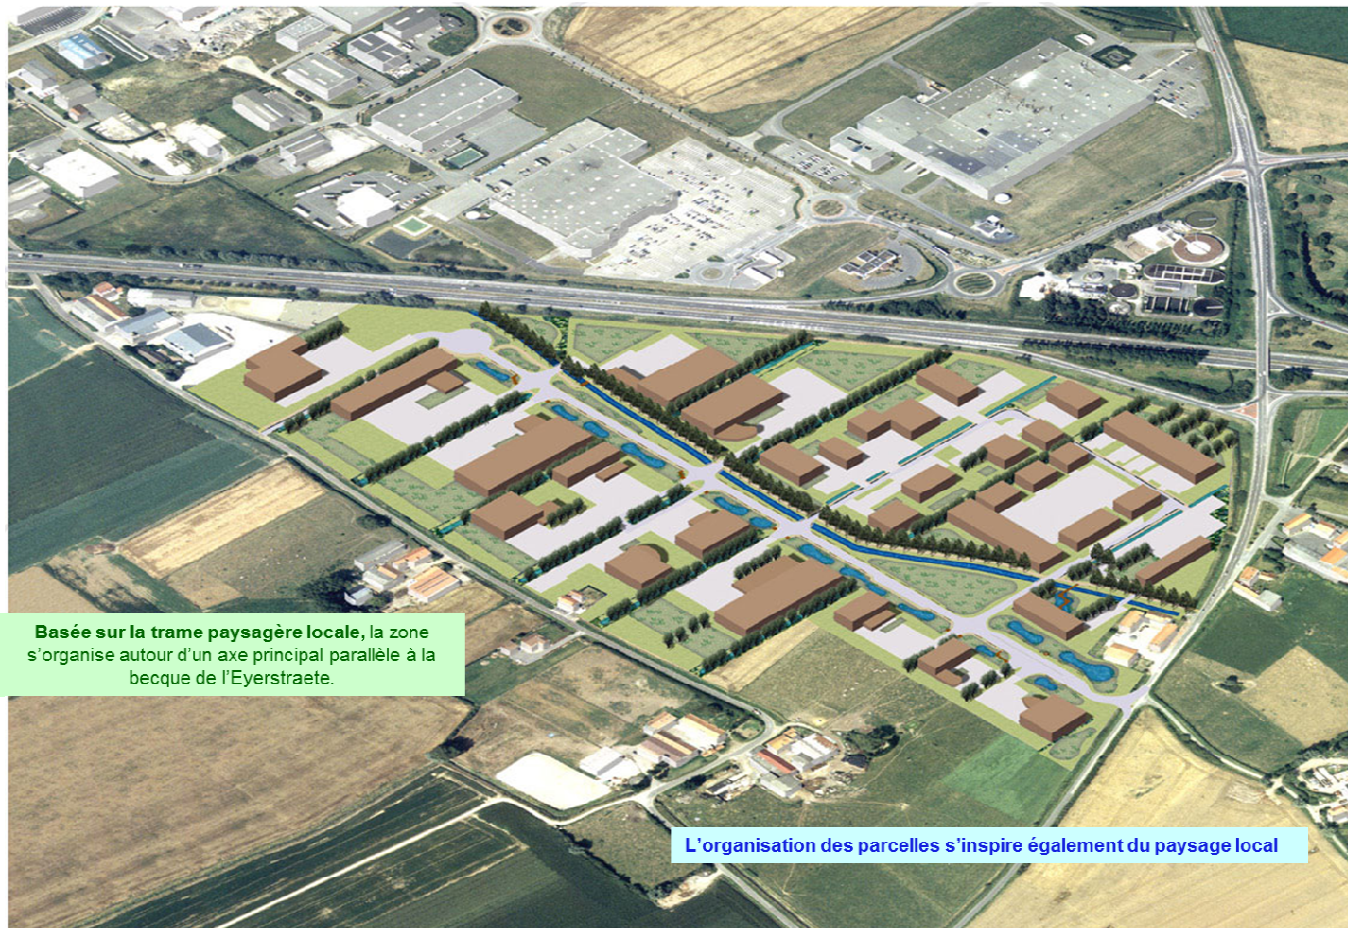 Basée sur la trame paysagère locale, la zone
s’organise autour d’un axe principal parallèle à la
becque de l’Eyerstraete.
L’organisation des parcelles s’inspire également du paysage local